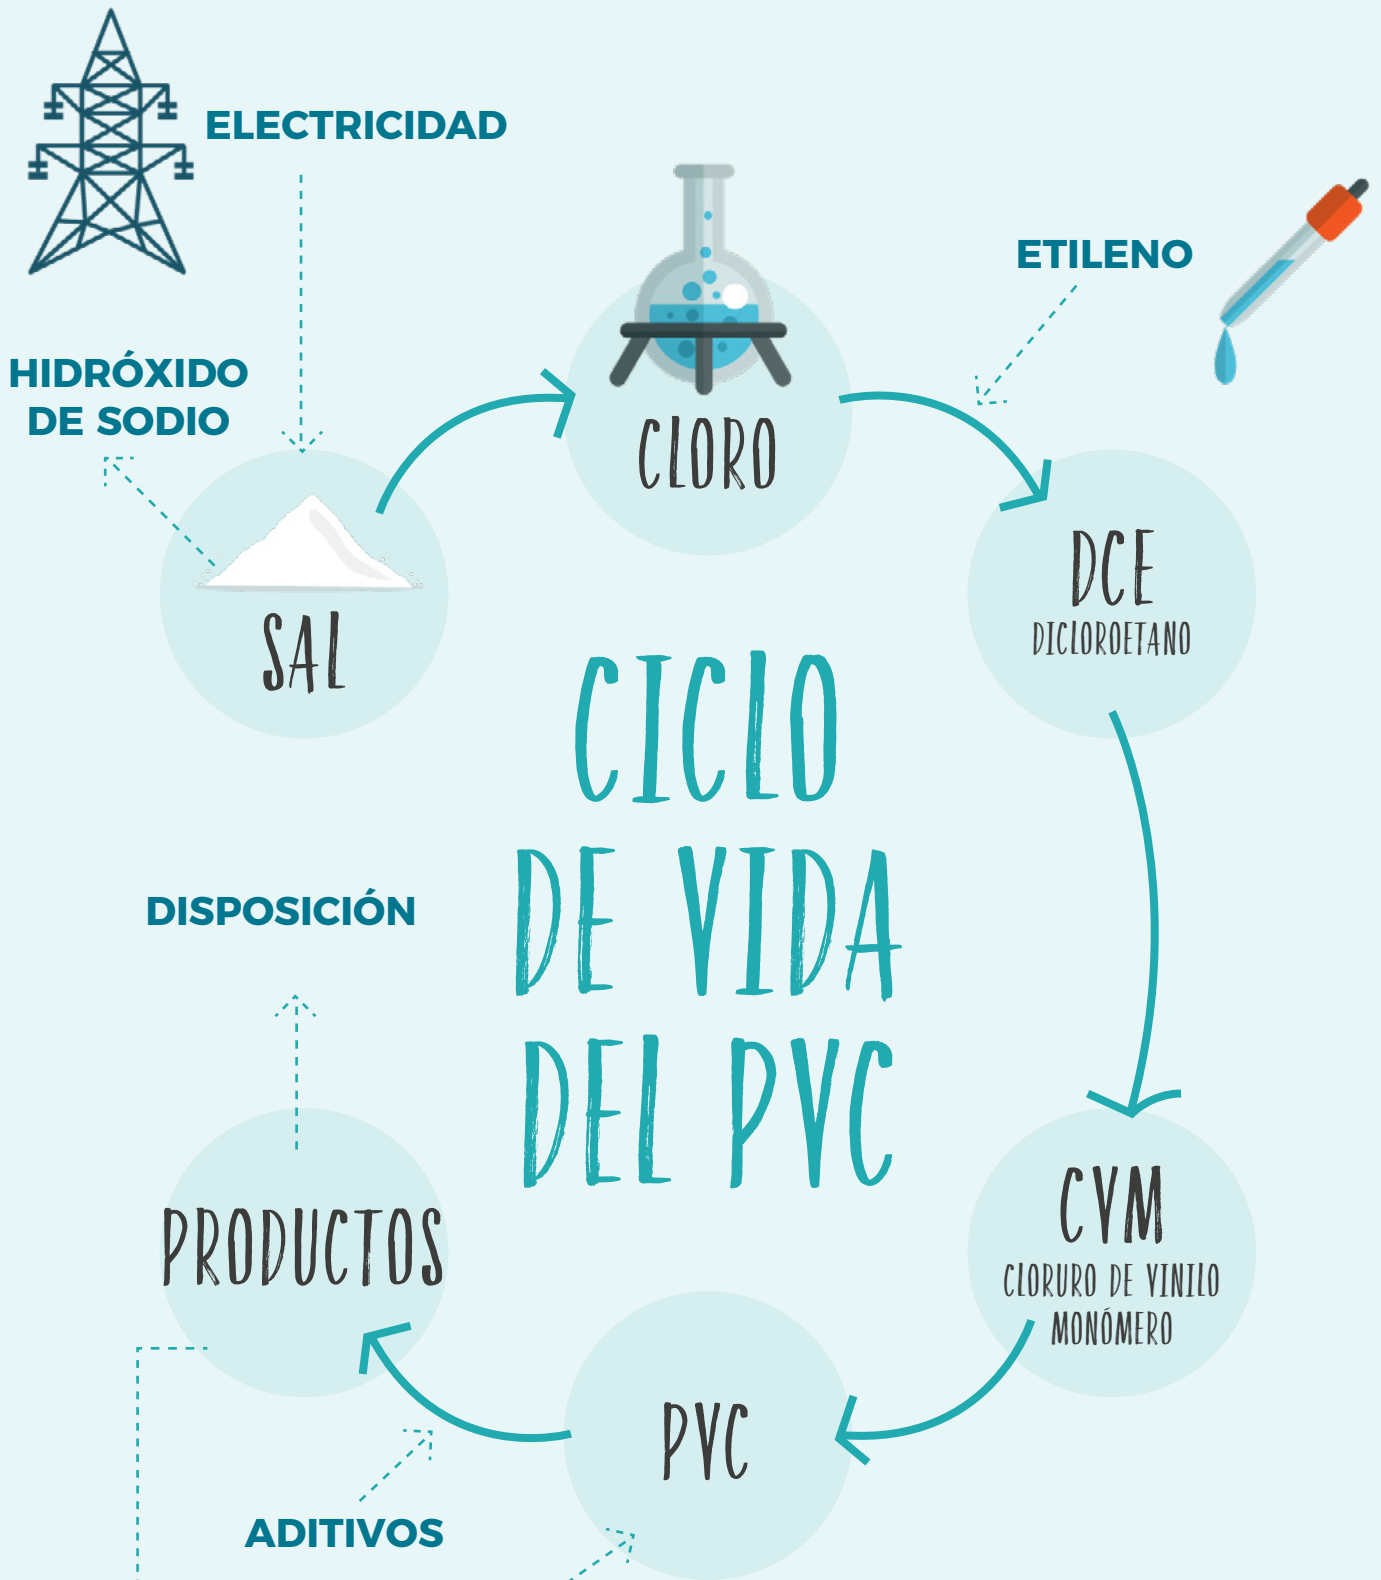 ELECTRICIDAD
ETILENO
HIDRÓXIDO
DE SODIO
CLORO
DCE
DICLOROETANO
SAL
CICLO
DE VIDA
DEL PVC
DISPOSICIÓN
CVM
CLORURO DE VINILO
MONÓMERO
PRODUCTOS
PVC
ADITIVOS